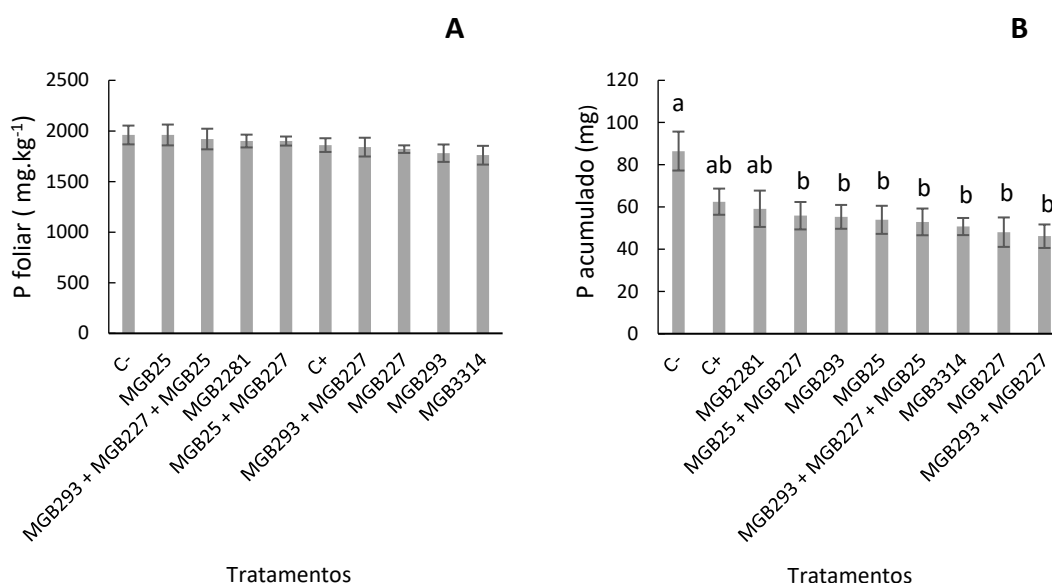 A
P foliar ( mg.kg⁻¹)
2500
2000
1500
1000
500
0
C-
MGB25
MGB293 + MGB227 + MGB25
MGB2281
MGB25 + MGB227
C+
MGB293 + MGB227
MGB227
MGB293
MGB3314
Tratamentos
B
P acumulado (mg)
120
100
80
60
40
20
0
a
ab
ab
b
b
b
b
b
b
b
C-
C+
MGB2281
MGB25 + MGB227
MGB293
MGB25
MGB293 + MGB227 + MGB25
MGB3314
MGB227
MGB293 + MGB227
Tratamentos